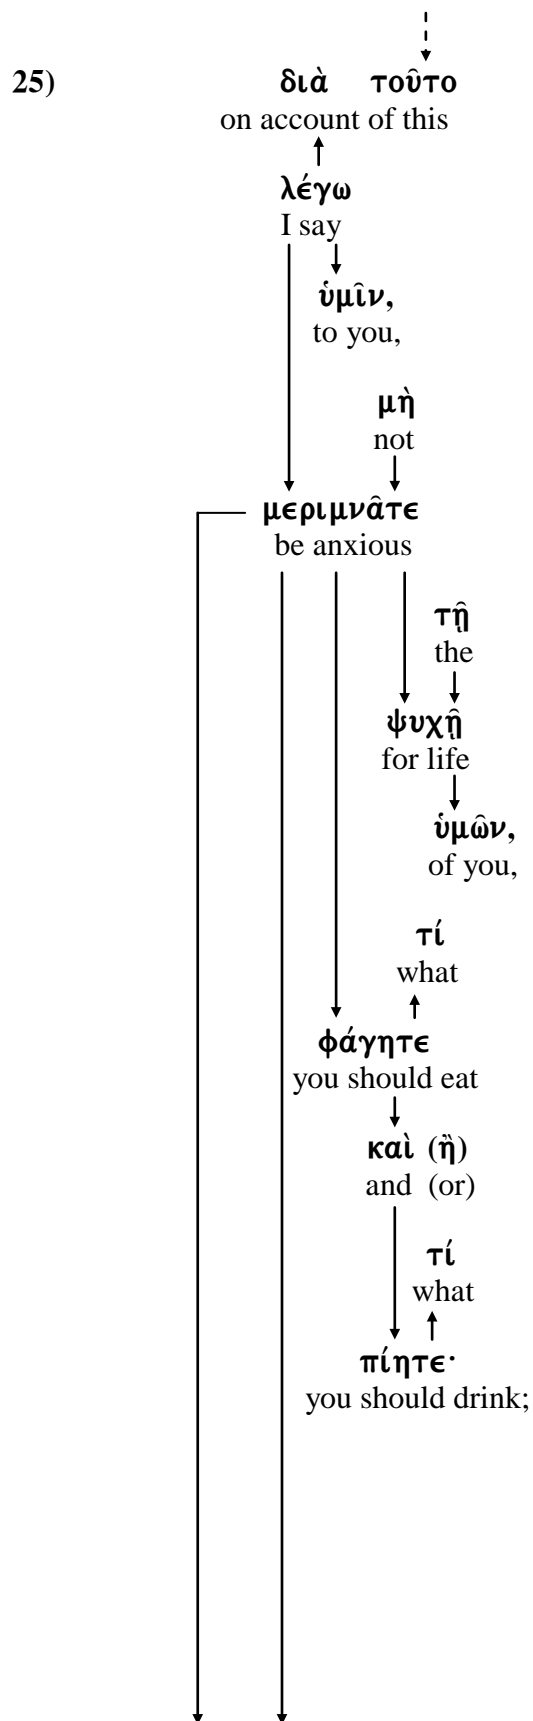 25) διὰ τοῦτο
on account of this
λέγω
I say
ὑμῖν,
to you,
μὴ
not
μεριμνᾶτε
be anxious
τῇ
the
ψυχῇ
for life
ὑμῶν,
of you,
τί
what
φάγητε
you should eat
καὶ (ἢ)
and (or)
τί
what
πίητε·
you should drink;